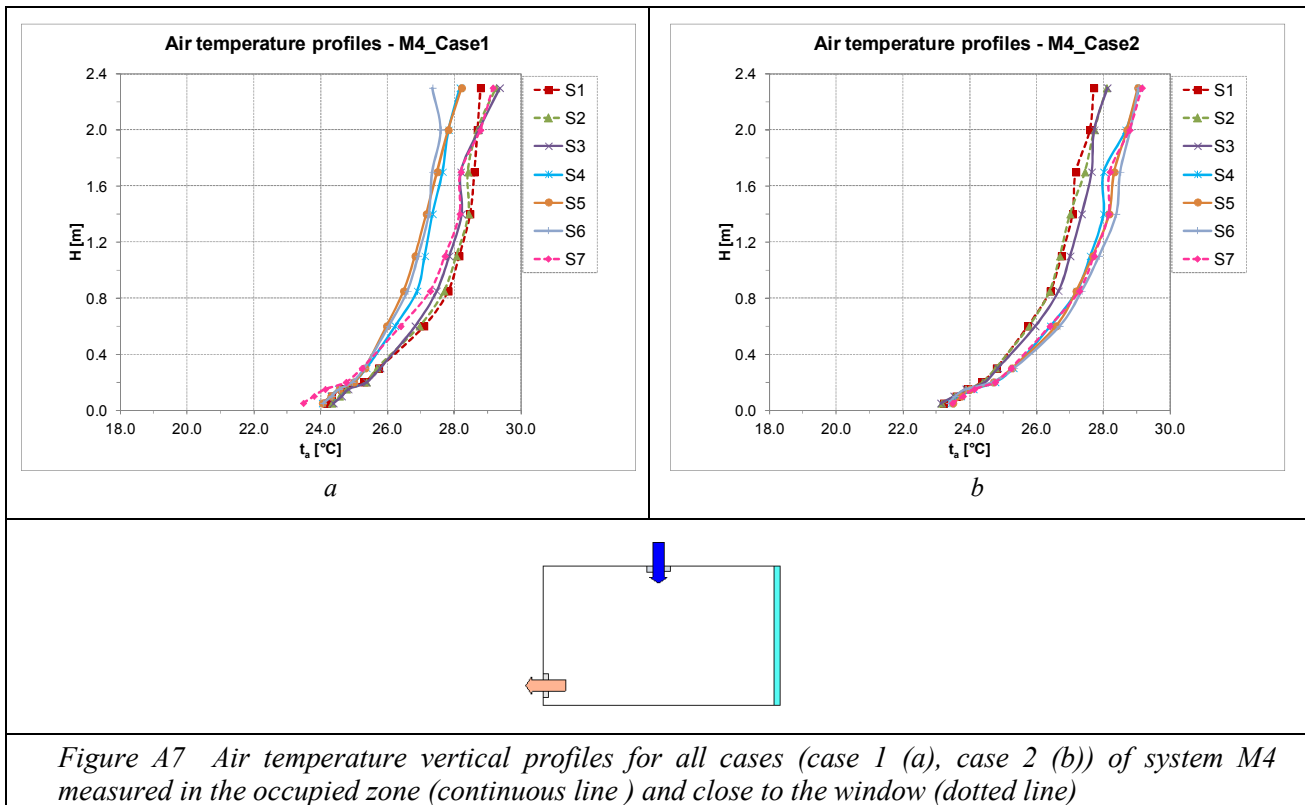 Air temperature profiles - M4_Case1
2.4
2.0
1.6
1.2
0.8
0.4
0.0
H [m]
18.0 20.0 22.0 24.0 26.0 28.0 30.0
tₐ [°C]
S1
S2
S3
S4
S5
S6
S7
a
Air temperature profiles - M4_Case2
2.4
2.0
1.6
1.2
0.8
0.4
0.0
H [m]
18.0 20.0 22.0 24.0 26.0 28.0 30.0
tₐ [°C]
S1
S2
S3
S4
S5
S6
S7
b
Figure A7 Air temperature vertical profiles for all cases (case 1 (a), case 2 (b)) of system M4
measured in the occupied zone (continuous line ) and close to the window (dotted line)